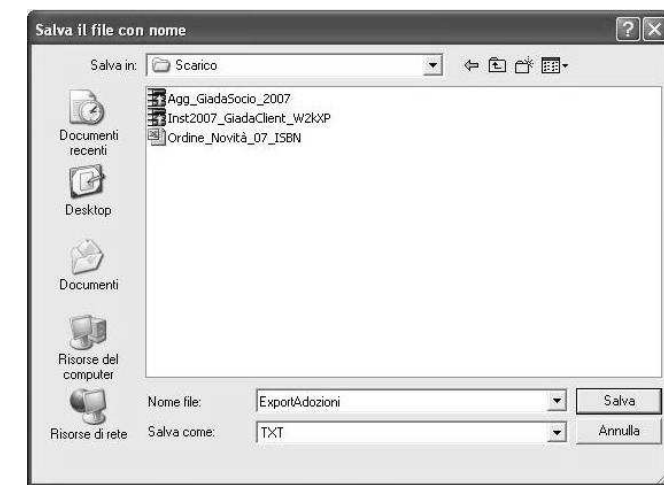 Salva il file con nome
Salva in:
Scarico
Agg_GiadaSocio_2007
Inst2007_GiadaClient_W2kXP
Ordine_Novità_07_ISBN
Documenti
recenti
Desktop
Documenti
Risorse del
computer
Risorse di rete
Nome file:
ExportAdozioni
Salva
Salva come:
TXT
Annulla